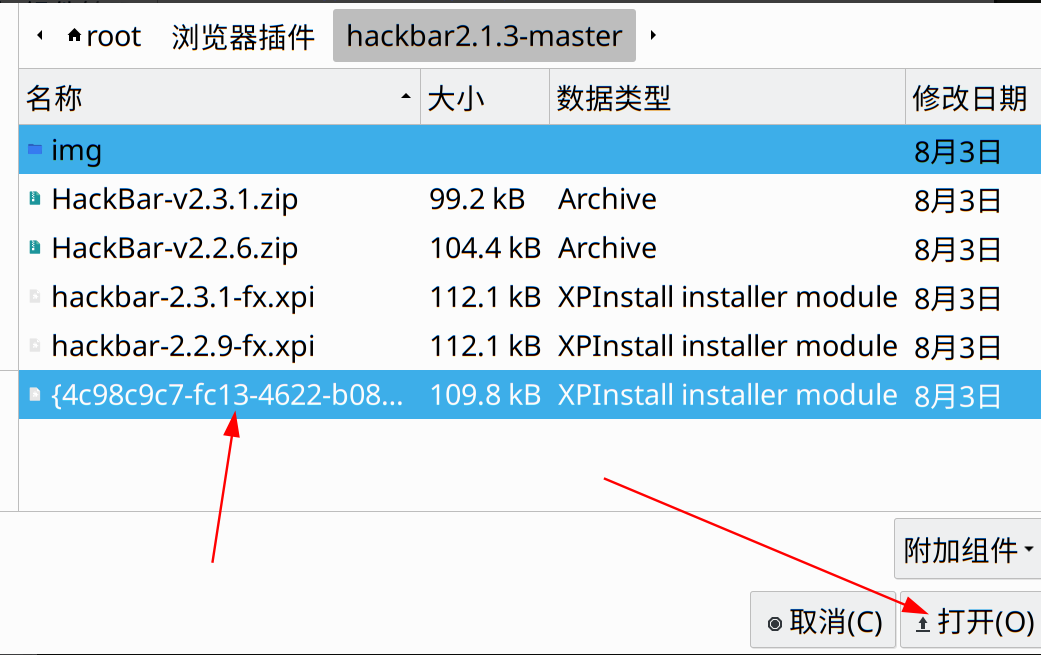 root 浏览器插件 hackbar2.1.3-master
名称 大小 数据类型 修改日期
img 8月3日
HackBar-v2.3.1.zip 99.2 kB Archive 8月3日
HackBar-v2.2.6.zip 104.4 kB Archive 8月3日
hackbar-2.3.1-fx.xpi 112.1 kB XPInstall installer module 8月3日
hackbar-2.2.9-fx.xpi 112.1 kB XPInstall installer module 8月3日
{4c98c9c7-fc13-4622-b08... 109.8 kB XPInstall installer module 8月3日
附加组件
取消(C) 打开(O)